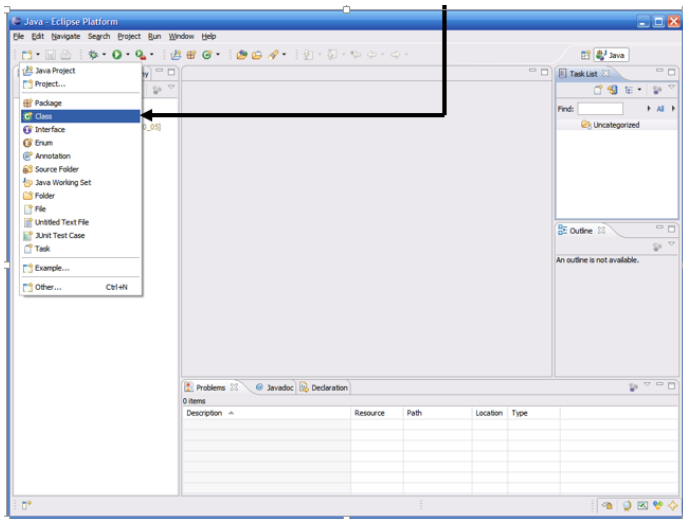 Java - Eclipse Platform
File Edit Navigate Search Project Run Window Help
Java
Java Project
Project...
Package
Class
Interface
Enum
Annotation
Source Folder
Java Working Set
Folder
File
Untitled Text File
JUnit Test Case
Task
Example...
Other... Ctrl+N
0_05]
Task List
Find: All
Uncategorized
Outline
An outline is not available.
Problems Javadoc Declaration
0 items
Description Resource Path Location Type